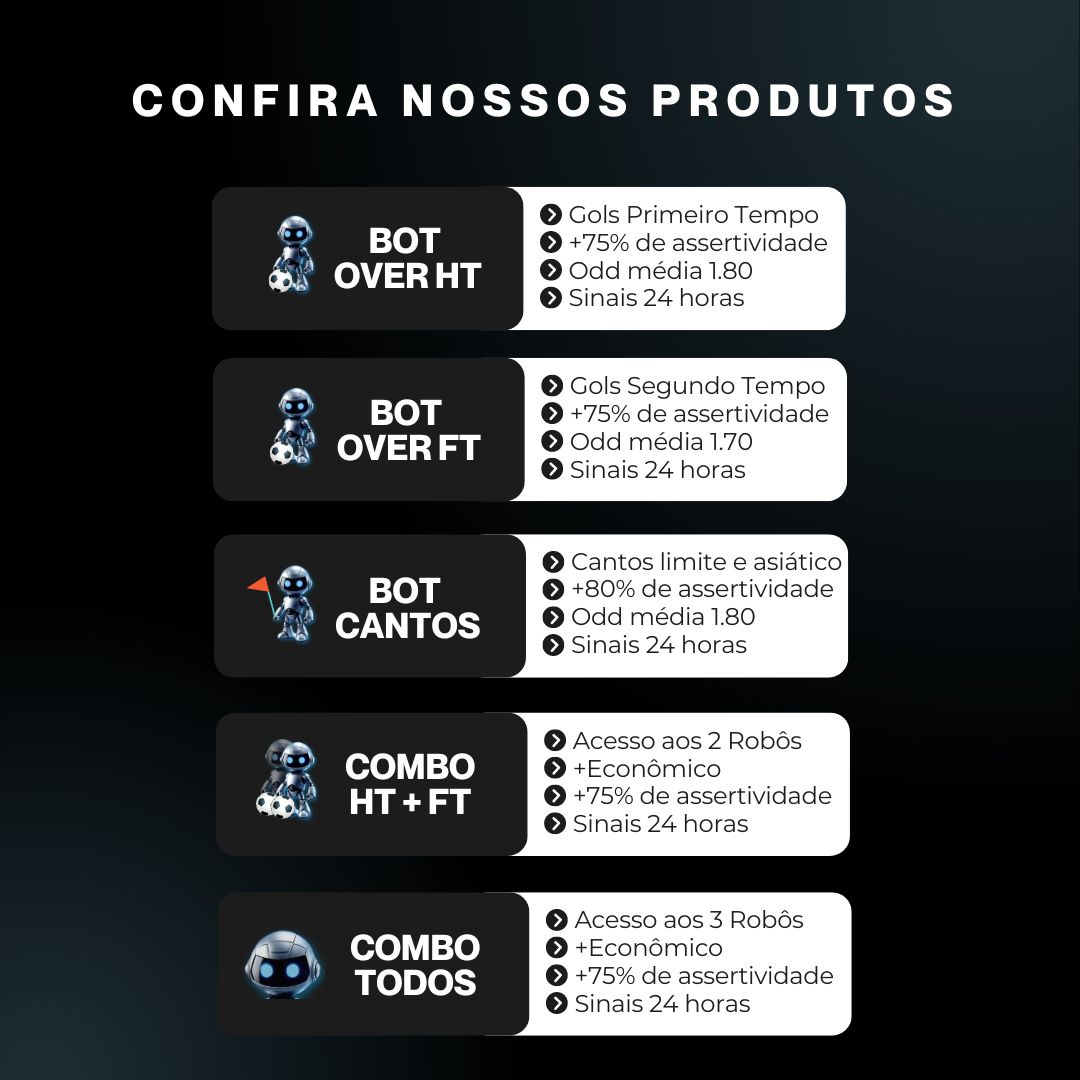 CONFIRA NOSSOS PRODUTOS
BOT
OVER HT
Gols Primeiro Tempo
+75% de assertividade
Odd média 1.80
Sinais 24 horas
BOT
OVER FT
Gols Segundo Tempo
+75% de assertividade
Odd média 1.70
Sinais 24 horas
BOT
CANTOS
Cantos limite e asiático
+80% de assertividade
Odd média 1.80
Sinais 24 horas
COMBO
HT + FT
Acesso aos 2 Robôs
+Econômico
+75% de assertividade
Sinais 24 horas
COMBO
TODOS
Acesso aos 3 Robôs
+Econômico
+75% de assertividade
Sinais 24 horas